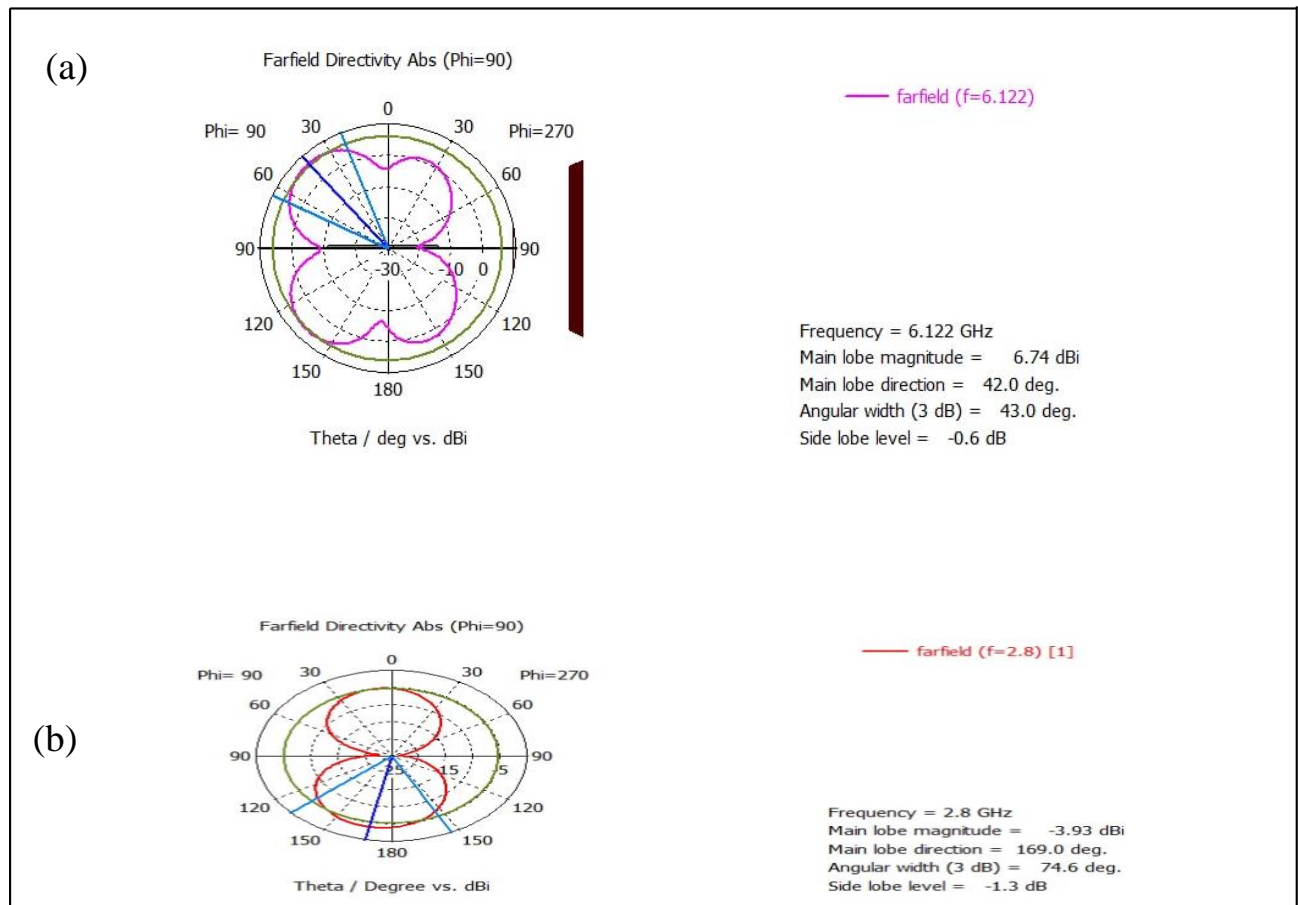 (a)
Farfield Directivity Abs (Phi=90)
farfield (f=6.122)
0
Phi= 90 30 30 Phi=270
60 60
90 -30 -10 0 90
120 120
150 150
180
Theta / deg vs. dBi
Frequency = 6.122 GHz
Main lobe magnitude = 6.74 dBi
Main lobe direction = 42.0 deg.
Angular width (3 dB) = 43.0 deg.
Side lobe level = -0.6 dB
(b)
Farfield Directivity Abs (Phi=90)
farfield (f=2.8) [1]
0
Phi= 90 30 30 Phi=270
60 60
90 -25 -15 -5 90
120 120
150 150
180
Theta / Degree vs. dBi
Frequency = 2.8 GHz
Main lobe magnitude = -3.93 dBi
Main lobe direction = 169.0 deg.
Angular width (3 dB) = 74.6 deg.
Side lobe level = -1.3 dB